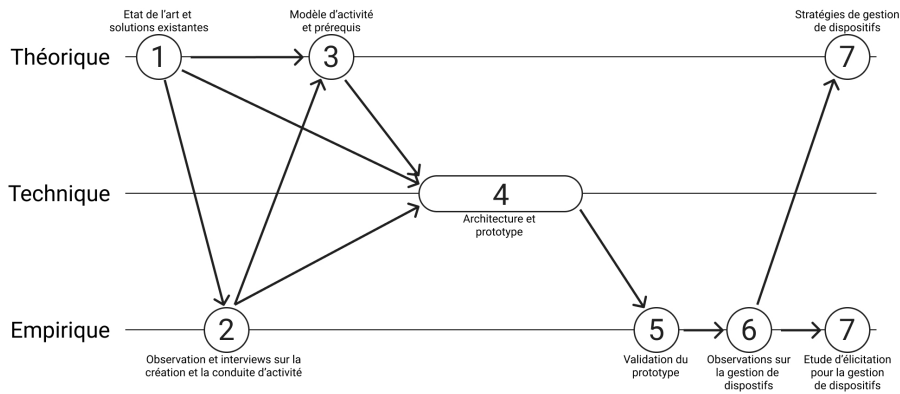 Etat de l'art et
solutions existantes
Modèle d'activité
et prérequis
Stratégies de gestion
de dispositifs
Théorique
1
3
7
Technique
4
Architecture et
prototype
Empirique
2
5
6
7
Observation et interviews sur la
création et la conduite d'activité
Validation du
prototype
Observations sur
la gestion de
dispostifs
Etude d'élicitation
pour la gestion
de dispositifs